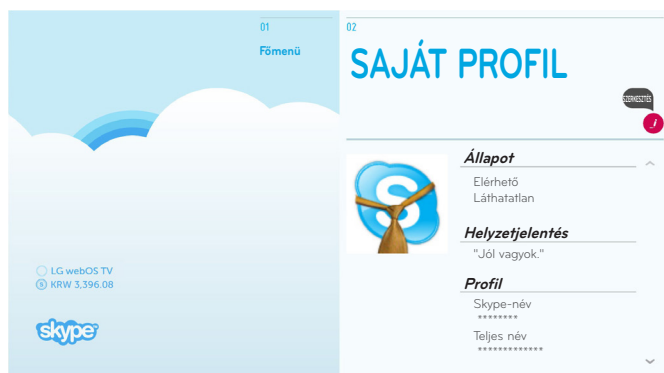 01
Főmenü
LG webOS TV
KRW 3,396.08
skype
02
SAJÁT PROFIL
SZERKESZTÉS
i
Állapot
Elérhető
Láthatatlan
Helyzetjelentés
"Jól vagyok."
Profil
Skype-név
********
Teljes név
*************